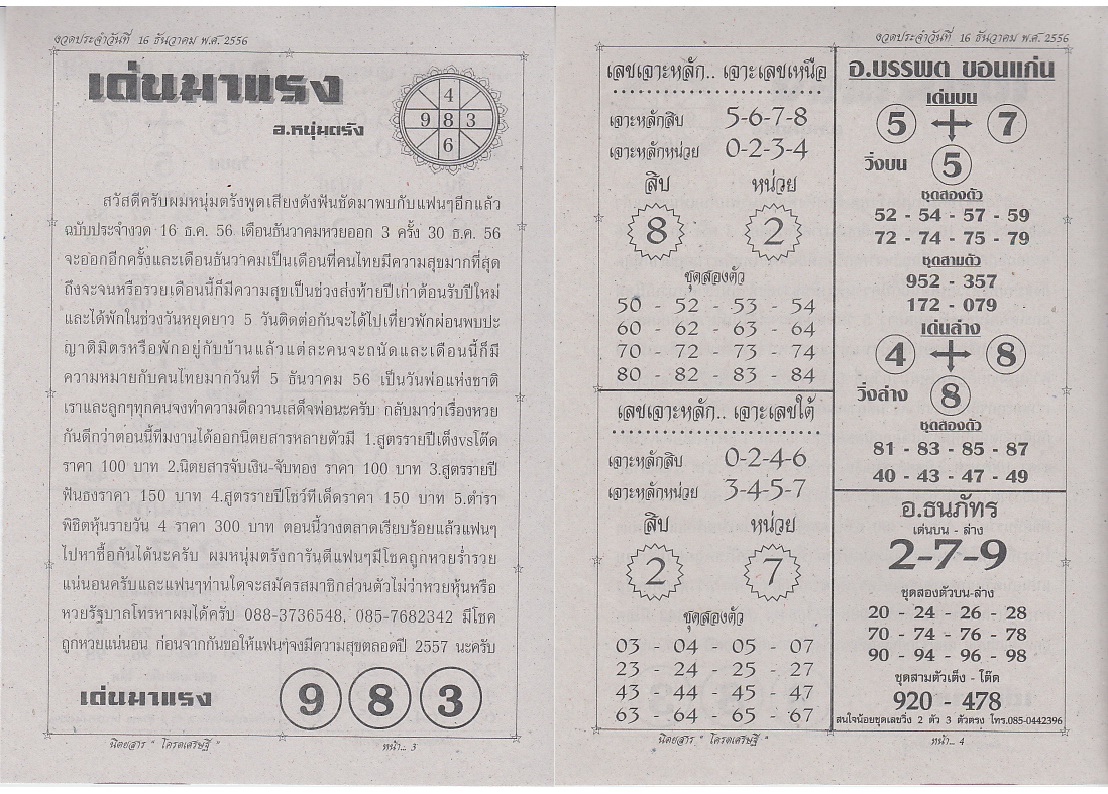 งวดประจำวันที่ 16 ธันวาคม พ.ศ. 2556
เด่นมาแรง
อ.หนุ่มตรัง
4
9 8 3
6
สวัสดีครับผมหนุ่มตรังพูดเสียงดังฟันชัดมาพบกับแฟนๆอีกแล้ว
ฉบับประจำงวด 16 ธ.ค. 56 เดือนธันวาคมหวยออก 3 ครั้ง 30 ธ.ค. 56
จะออกอีกครั้งและเดือนธันวาคมเป็นเดือนที่คนไทยมีความสุขมากที่สุด
ถึงจะจนหรือรวยเดือนนี้ก็มีความสุขเป็นช่วงส่งท้ายปีเก่าต้อนรับปีใหม่
และได้พักในช่วงวันหยุดยาว 5 วันติดต่อกันจะได้ไปเที่ยวพักผ่อนพบปะ
ญาติมิตรหรือพักอยู่กับบ้านแล้วแต่ละคนจะถนัดและเดือนนี้ก็มี
ความหมายกับคนไทยมากวันที่ 5 ธันวาคม 56 เป็นวันพ่อแห่งชาติ
เราและลูกๆทุกคนจงทำความดีถวานเสด็จพ่อนะครับ กลับมาว่าเรื่องหวย
กันดีกว่าตอนนี้ทีมงานได้ออกนิตยสารหลายตัวมี 1.สูตรรายปีเต็งvsโต๊ด
ราคา 100 บาท 2.นิตยสารจับเงิน-จับทอง ราคา 100 บาท 3.สูตรรายปี
ฟันธงราคา 150 บาท 4.สูตรรายปีโชว์ทีเด็ดราคา 150 บาท 5.ตำรา
พิชิตหุ้นรายวัน 4 ราคา 300 บาท ตอนนี้วางตลาดเรียบร้อยแล้วแฟนๆ
ไปหาซื้อกันได้นะครับ ผมหนุ่มตรังการันตีแฟนๆมีโชคถูกหวยร่ำรวย
แน่นอนครับและแฟนๆท่านใดจะสมัครสมาชิกส่วนตัวไม่ว่าหวยหุ้นหรือ
หวยรัฐบาลโทรหาผมได้ครับ 088-3736548, 085-7682342 มีโชค
ถูกหวยแน่นอน ก่อนจากกันขอให้แฟนๆจงมีความสุขตลอดปี 2557 นะครับ
เด่นมาแรง 9 8 3
นิตยสาร " โคตรเศรษฐี " หน้า... 3
งวดประจำวันที่ 16 ธันวาคม พ.ศ. 2556
เลขเจาะหลัก.. เจาะเลขเหนือ
เจาะหลักสิบ 5-6-7-8
เจาะหลักหน่วย 0-2-3-4
สิบ หน่วย
8 2
ชุดสองตัว
50 - 52 - 53 - 54
60 - 62 - 63 - 64
70 - 72 - 73 - 74
80 - 82 - 83 - 84
เลขเจาะหลัก.. เจาะเลขใต้
เจาะหลักสิบ 0-2-4-6
เจาะหลักหน่วย 3-4-5-7
สิบ หน่วย
2 7
ชุดสองตัว
03 - 04 - 05 - 07
23 - 24 - 25 - 27
43 - 44 - 45 - 47
63 - 64 - 65 - 67
อ.บรรพต ขอนแก่น
เด่นบน
5 + 7
วิ่งบน 5
ชุดสองตัว
52 - 54 - 57 - 59
72 - 74 - 75 - 79
ชุดสามตัว
952 - 357
172 - 079
เด่นล่าง
4 + 8
วิ่งล่าง 8
ชุดสองตัว
81 - 83 - 85 - 87
40 - 43 - 47 - 49
อ.ธนภัทร
เด่นบน - ล่าง
2-7-9
ชุดสองตัวบน-ล่าง
20 - 24 - 26 - 28
70 - 74 - 76 - 78
90 - 94 - 96 - 98
ชุดสามตัวเต็ง - โต๊ด
920 - 478
สนใจน้อยชุดเลขวิ่ง 2 ตัว 3 ตัวตรง โทร.085-0442396
นิตยสาร " โคตรเศรษฐี " หน้า... 4